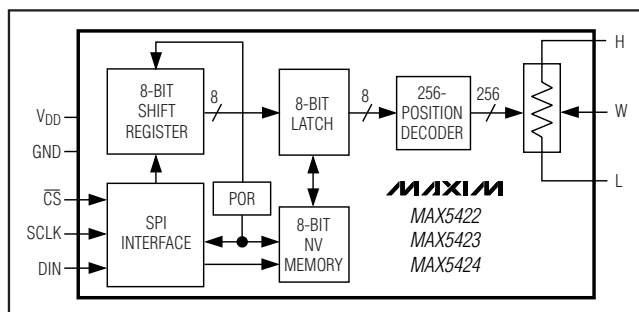 V_DD
GND
CS
SCLK
DIN
8-BIT
SHIFT
REGISTER
8
SPI
INTERFACE
POR
8-BIT
LATCH
8
8-BIT
NV
MEMORY
256-
POSITION
DECODER
256
H
W
L
MAXIM
MAX5422
MAX5423
MAX5424